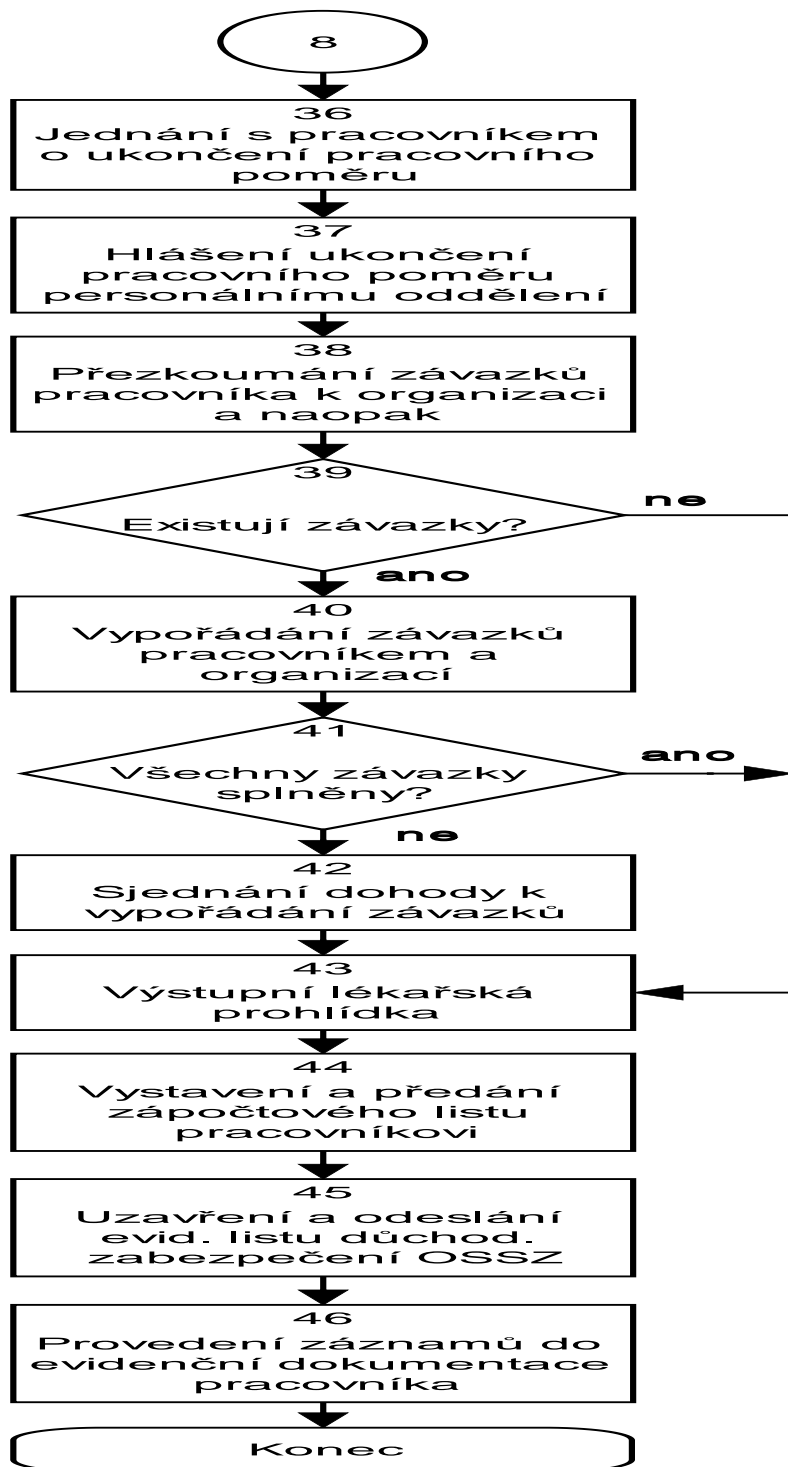 8
36
Jednání s pracovníkem
o ukončení pracovního
poměru
37
Hlášení ukončení
pracovního poměru
personálnímu oddělení
38
Přezkoumání závazků
pracovníka k organizaci
a naopak
39
Existují závazky?
ne
ano
40
Vypořádání závazků
pracovníkem a
organizací
41
Všechny závazky
splněny?
ano
ne
42
Sjednání dohody k
vypořádání závazků
43
Výstupní lékařská
prohlídka
44
Vystavení a předání
zápočtového listu
pracovníkovi
45
Uzavření a odeslání
evid. listu důchod.
zabezpečení OSSZ
46
Provedení záznamů do
evidenční dokumentace
pracovníka
Konec